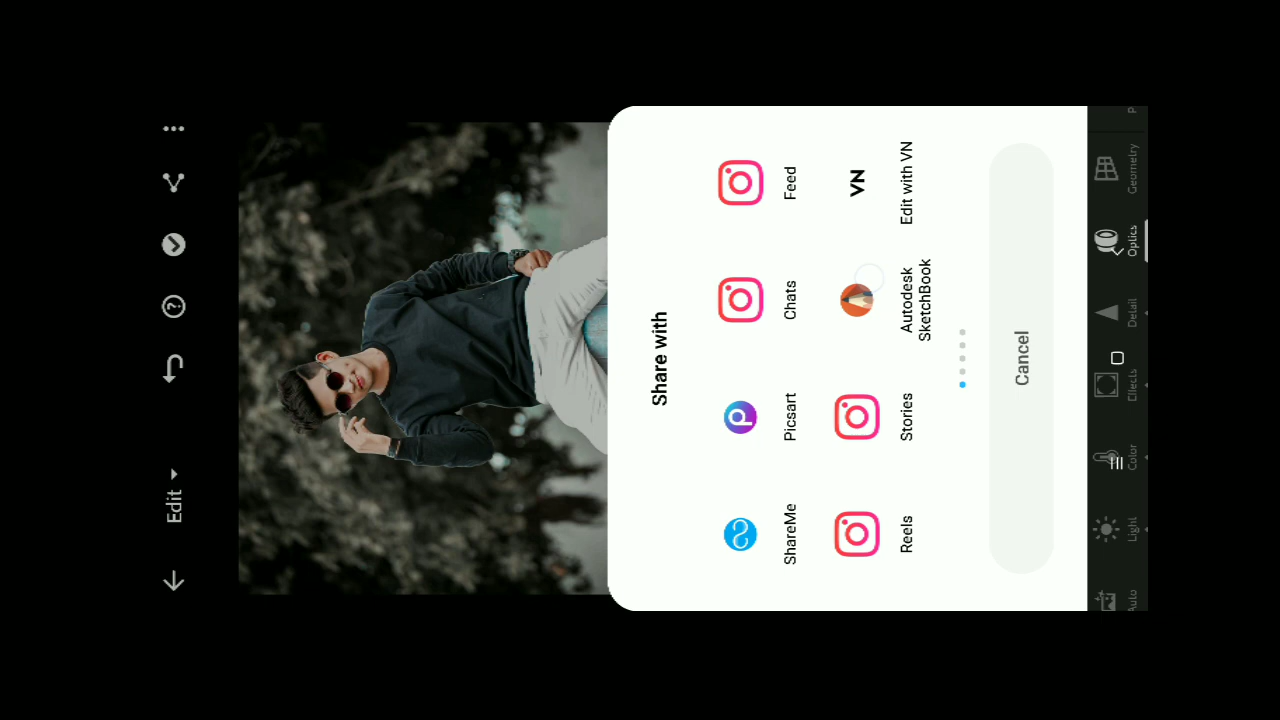 Edit
Share with
ShareMe
Picsart
Chats
Feed
Reels
Stories
Autodesk
SketchBook
VN
Edit with VN
Cancel
Auto
Light
Color
Effects
Detail
Optics
Geometry